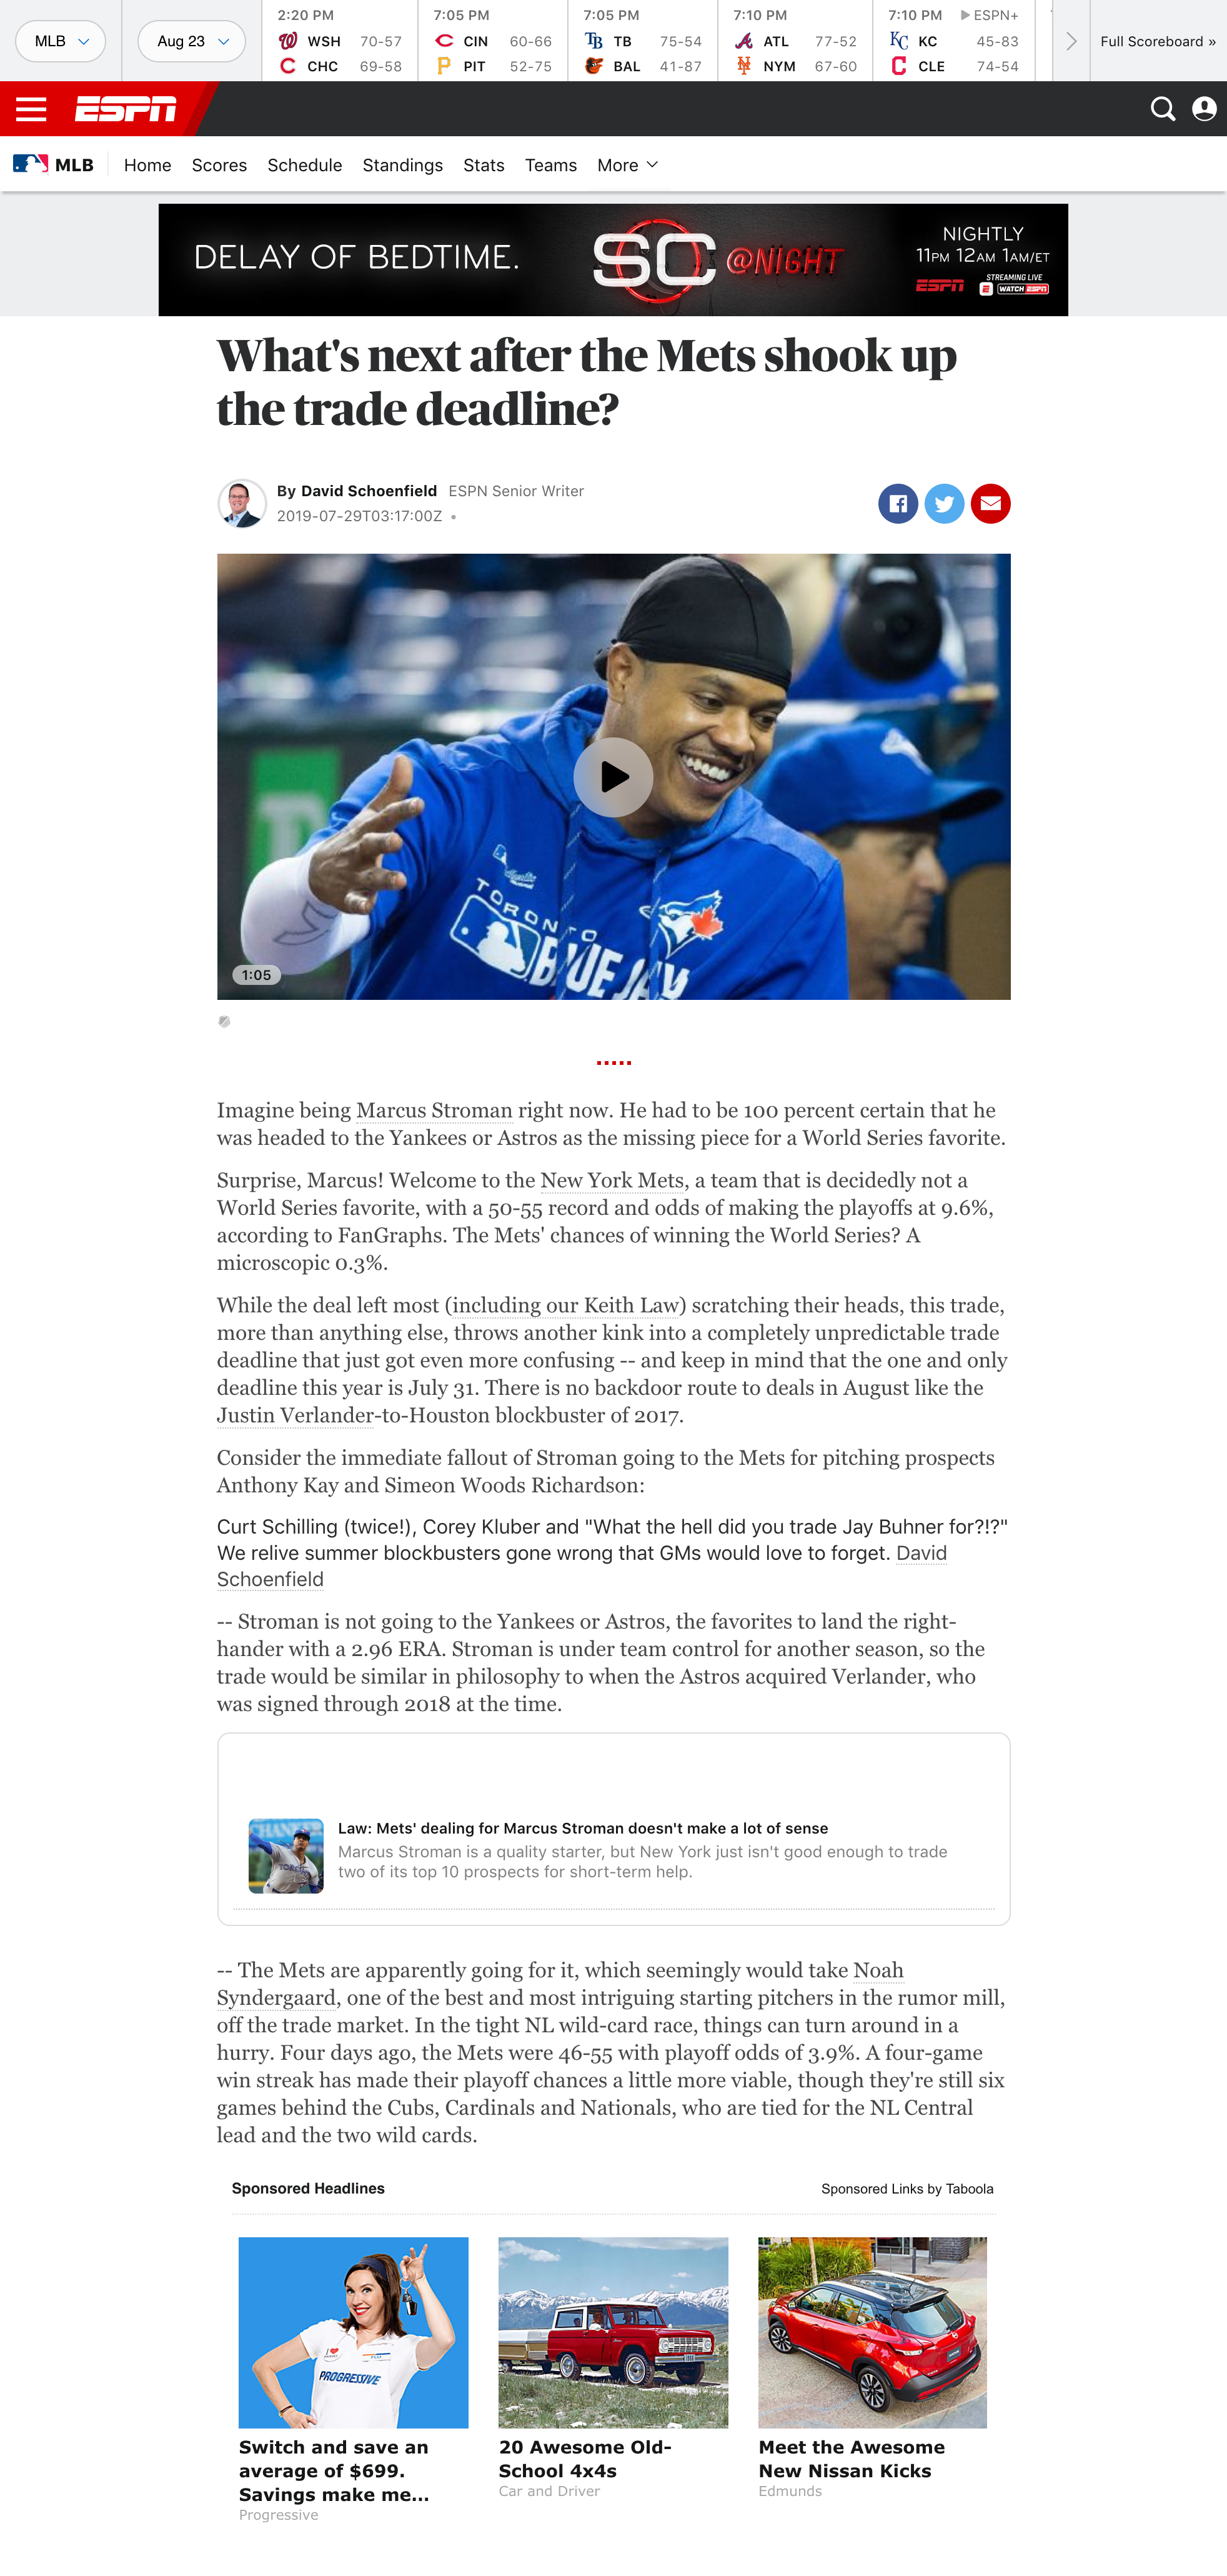 MLB
Aug 23
2:20 PM
WSH 70-57
CHC 69-58
7:05 PM
CIN 60-66
PIT 52-75
7:05 PM
TB 75-54
BAL 41-87
7:10 PM
ATL 77-52
NYM 67-60
7:10 PM ESPN+
KC 45-83
CLE 74-54
Full Scoreboard »
ESPN
MLB Home Scores Schedule Standings Stats Teams More
DELAY OF BEDTIME.
SC @NIGHT
NIGHTLY
11PM 12AM 1AM/ET
ESPN STREAMING LIVE WATCH ESPN
What's next after the Mets shook up
the trade deadline?
By David Schoenfield ESPN Senior Writer
2019-07-29T03:17:00Z •
TORONTO
BLUE JAY
1:05
Imagine being Marcus Stroman right now. He had to be 100 percent certain that he
was headed to the Yankees or Astros as the missing piece for a World Series favorite.
Surprise, Marcus! Welcome to the New York Mets, a team that is decidedly not a
World Series favorite, with a 50-55 record and odds of making the playoffs at 9.6%,
according to FanGraphs. The Mets' chances of winning the World Series? A
microscopic 0.3%.
While the deal left most (including our Keith Law) scratching their heads, this trade,
more than anything else, throws another kink into a completely unpredictable trade
deadline that just got even more confusing -- and keep in mind that the one and only
deadline this year is July 31. There is no backdoor route to deals in August like the
Justin Verlander-to-Houston blockbuster of 2017.
Consider the immediate fallout of Stroman going to the Mets for pitching prospects
Anthony Kay and Simeon Woods Richardson:
Curt Schilling (twice!), Corey Kluber and "What the hell did you trade Jay Buhner for?!?"
We relive summer blockbusters gone wrong that GMs would love to forget. David
Schoenfield
-- Stroman is not going to the Yankees or Astros, the favorites to land the right-
hander with a 2.96 ERA. Stroman is under team control for another season, so the
trade would be similar in philosophy to when the Astros acquired Verlander, who
was signed through 2018 at the time.
Law: Mets' dealing for Marcus Stroman doesn't make a lot of sense
Marcus Stroman is a quality starter, but New York just isn't good enough to trade
two of its top 10 prospects for short-term help.
-- The Mets are apparently going for it, which seemingly would take Noah
Syndergaard, one of the best and most intriguing starting pitchers in the rumor mill,
off the trade market. In the tight NL wild-card race, things can turn around in a
hurry. Four days ago, the Mets were 46-55 with playoff odds of 3.9%. A four-game
win streak has made their playoff chances a little more viable, though they're still six
games behind the Cubs, Cardinals and Nationals, who are tied for the NL Central
lead and the two wild cards.
Sponsored Headlines
Sponsored Links by Taboola
PROGRESSIVE
Switch and save an
average of $699.
Savings make me...
Progressive
20 Awesome Old-
School 4x4s
Car and Driver
Meet the Awesome
New Nissan Kicks
Edmunds